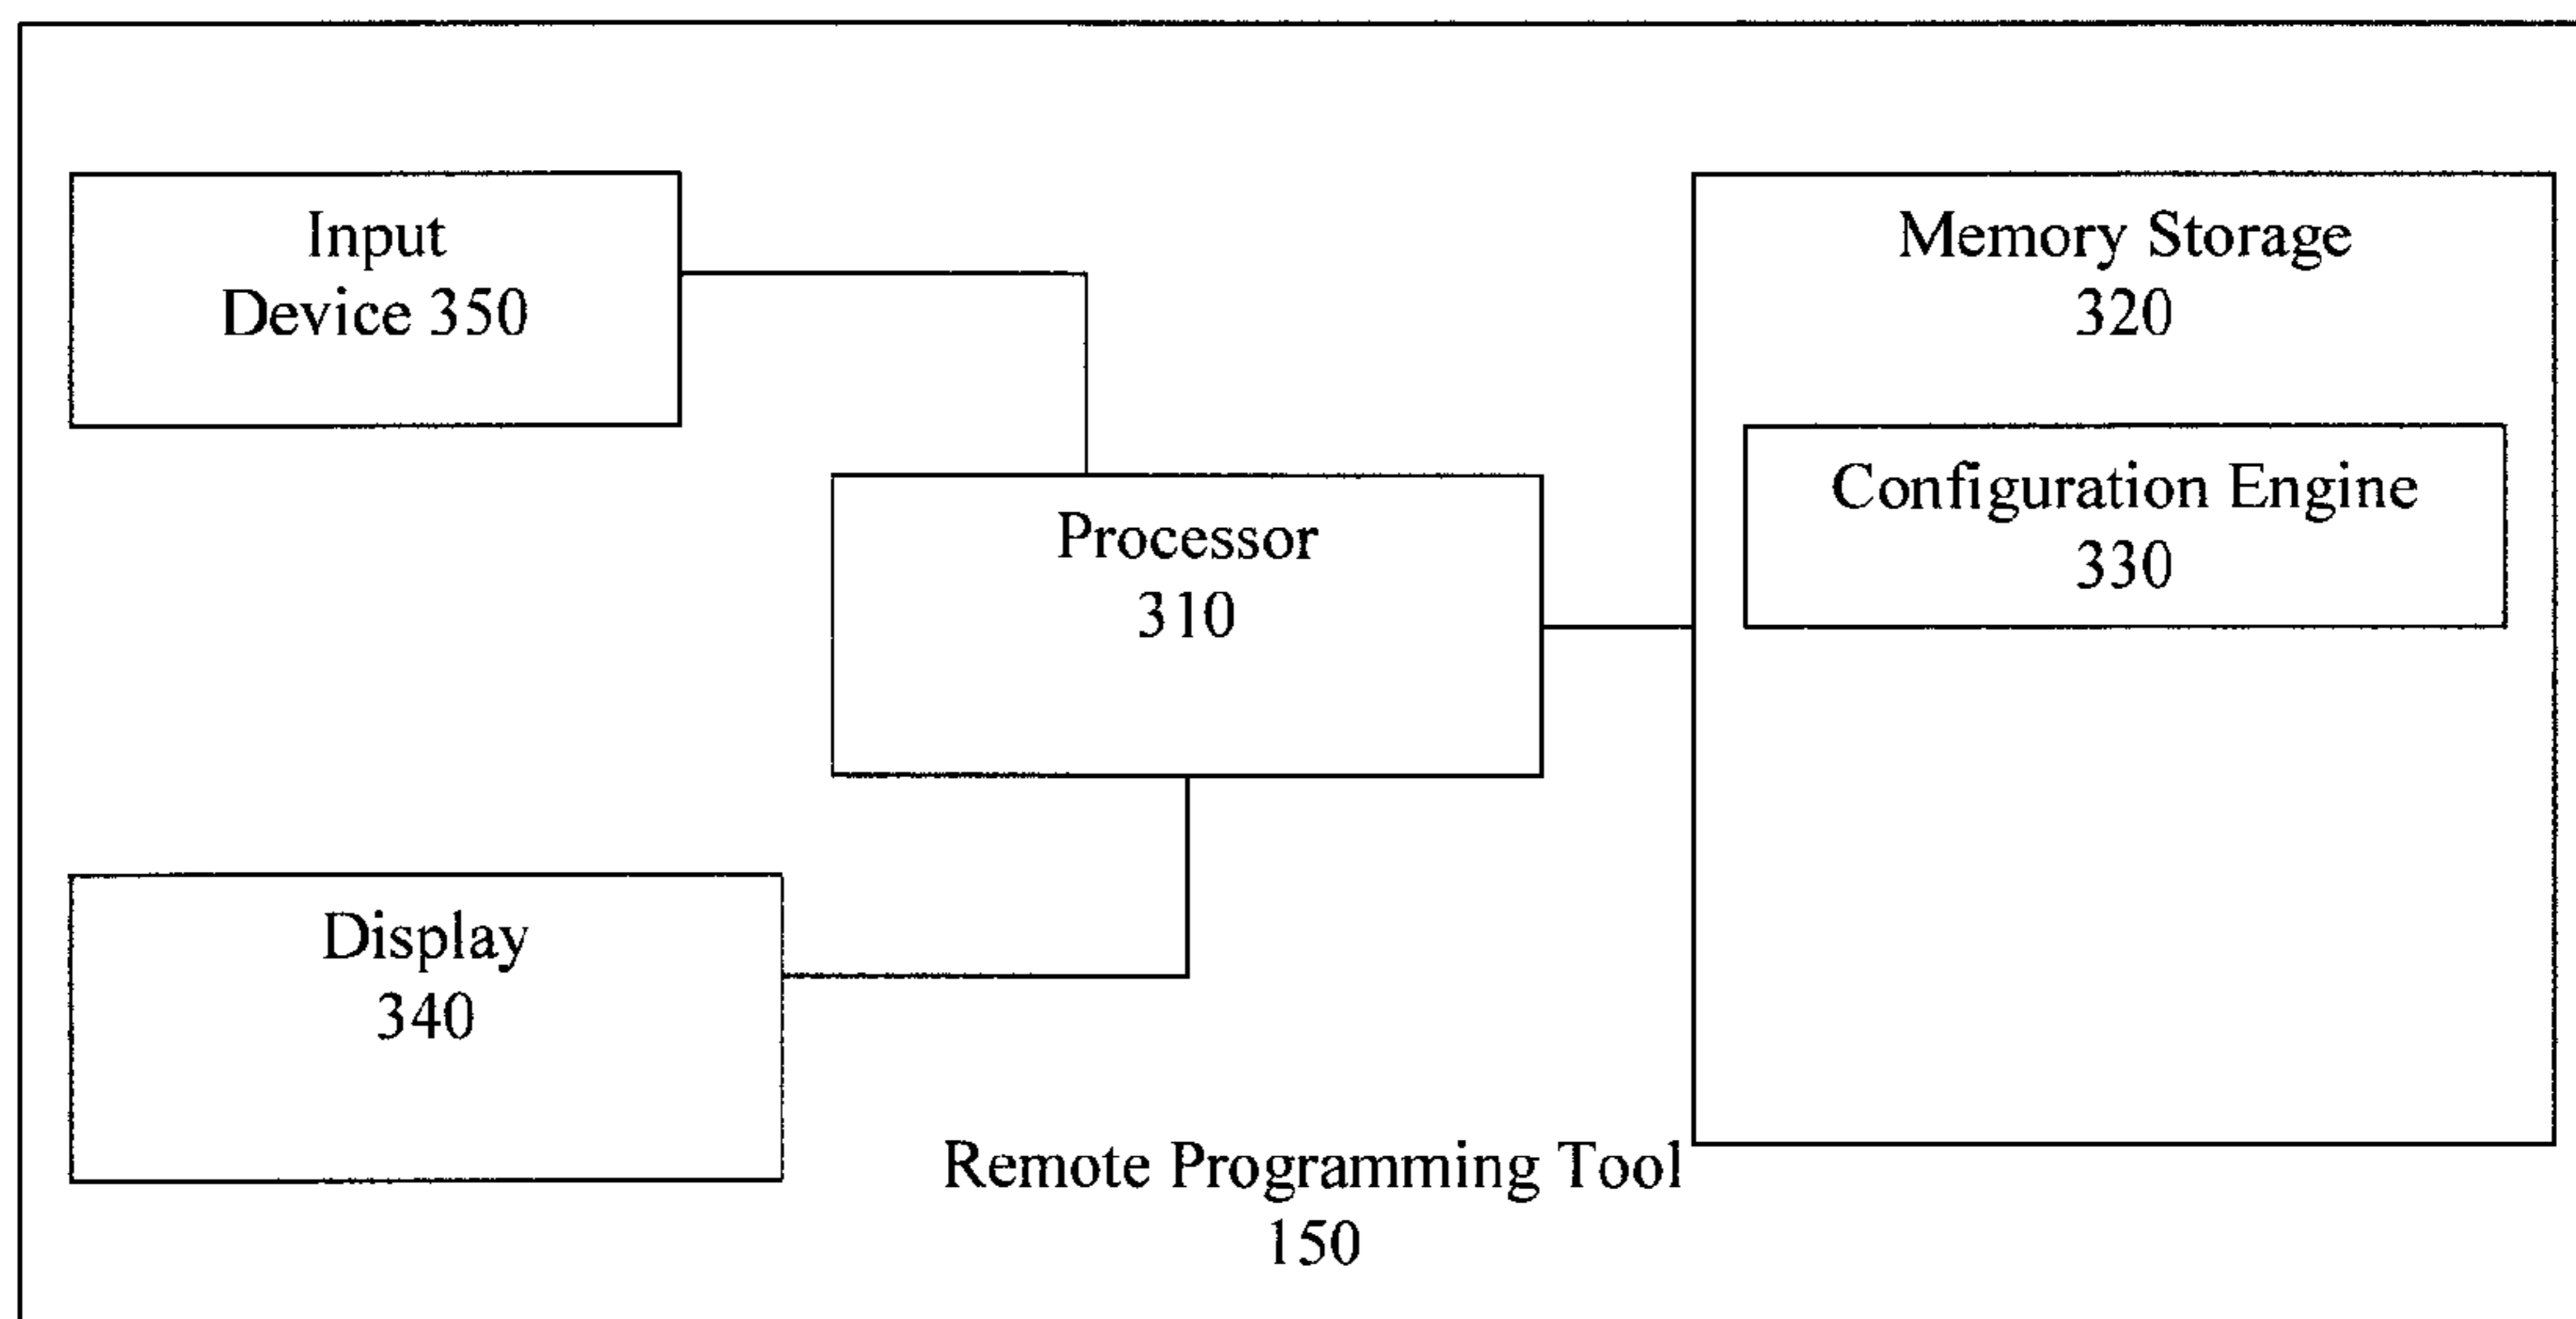 Input
Device 350
Memory Storage
320
Configuration Engine
330
Processor
310
Display
340
Remote Programming Tool
150